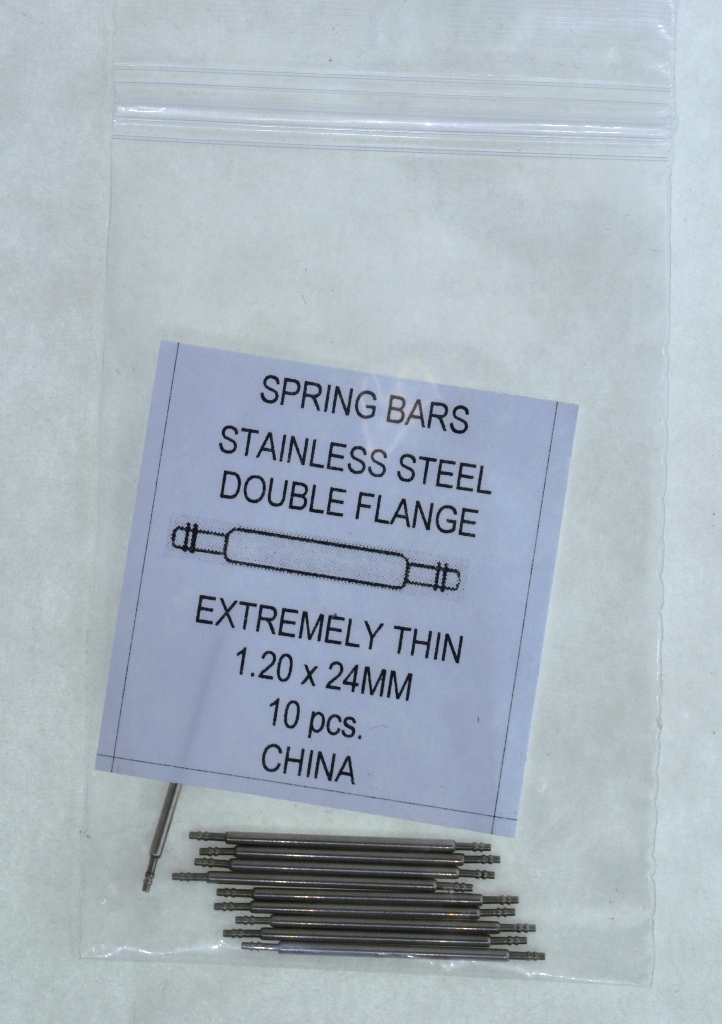 SPRING BARS
STAINLESS STEEL
DOUBLE FLANGE
EXTREMELY THIN
1.20 x 24MM
10 pcs.
CHINA